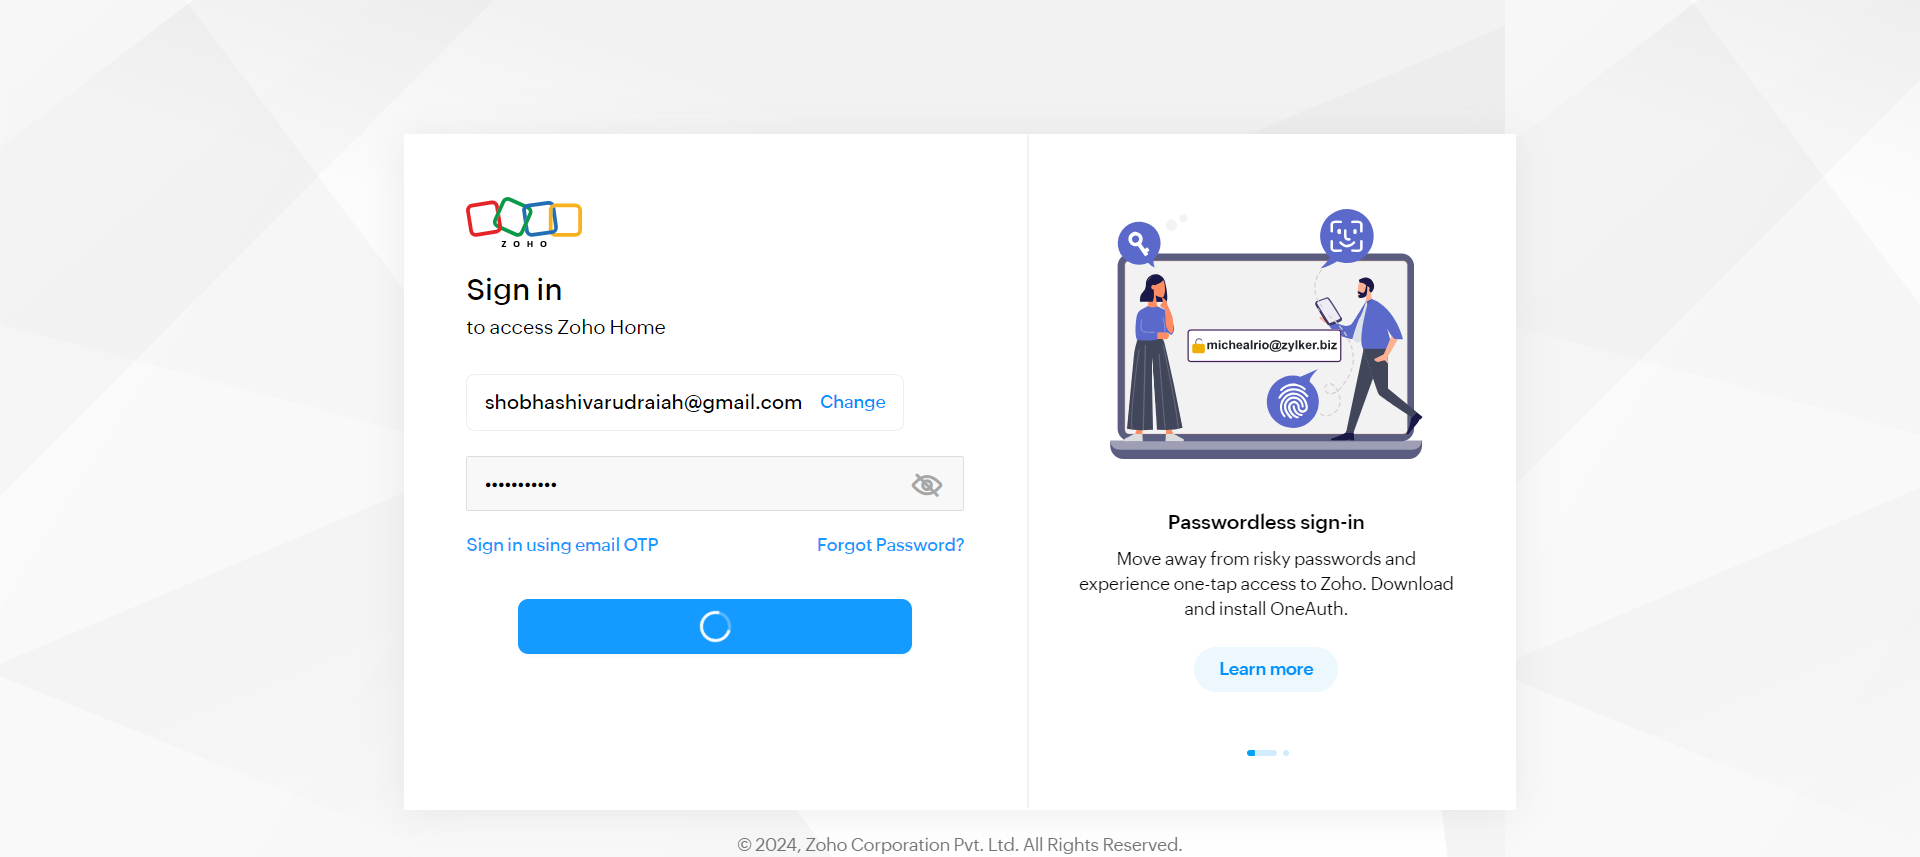 ZOHO
Sign in
to access Zoho Home
shobhashivarudraiah@gmail.com Change
•••••••••••
Sign in using email OTP Forgot Password?
michealrio@zylker.biz
Passwordless sign-in
Move away from risky passwords and
experience one-tap access to Zoho. Download
and install OneAuth.
Learn more
© 2024, Zoho Corporation Pvt. Ltd. All Rights Reserved.